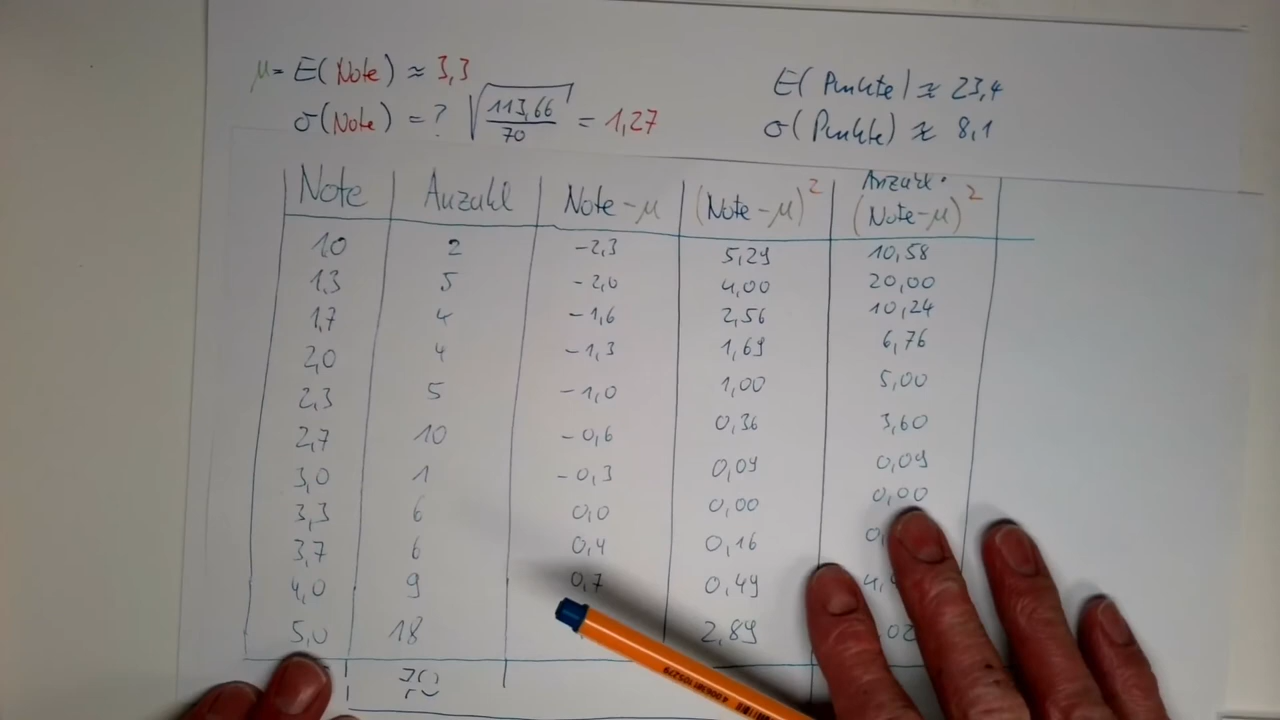 μ = E(Note) ≈ 3,3
σ(Note) = ? √113,66/70 = 1,27
E(Punkte) ≈ 23,4
σ(Punkte) ≈ 8,1
Note Anzahl Note-μ (Note-μ)² Anzahl· (Note-μ)²
1,0 2 -2,3 5,29 10,58
1,3 5 -2,0 4,00 20,00
1,7 4 -1,6 2,56 10,24
2,0 4 -1,3 1,69 6,76
2,3 5 -1,0 1,00 5,00
2,7 10 -0,6 0,36 3,60
3,0 1 -0,3 0,09 0,09
3,3 6 0,0 0,00 0,00
3,7 6 0,4 0,16 0,
4,0 9 0,7 0,49 4,4
5,0 18 2,89 ,02
70